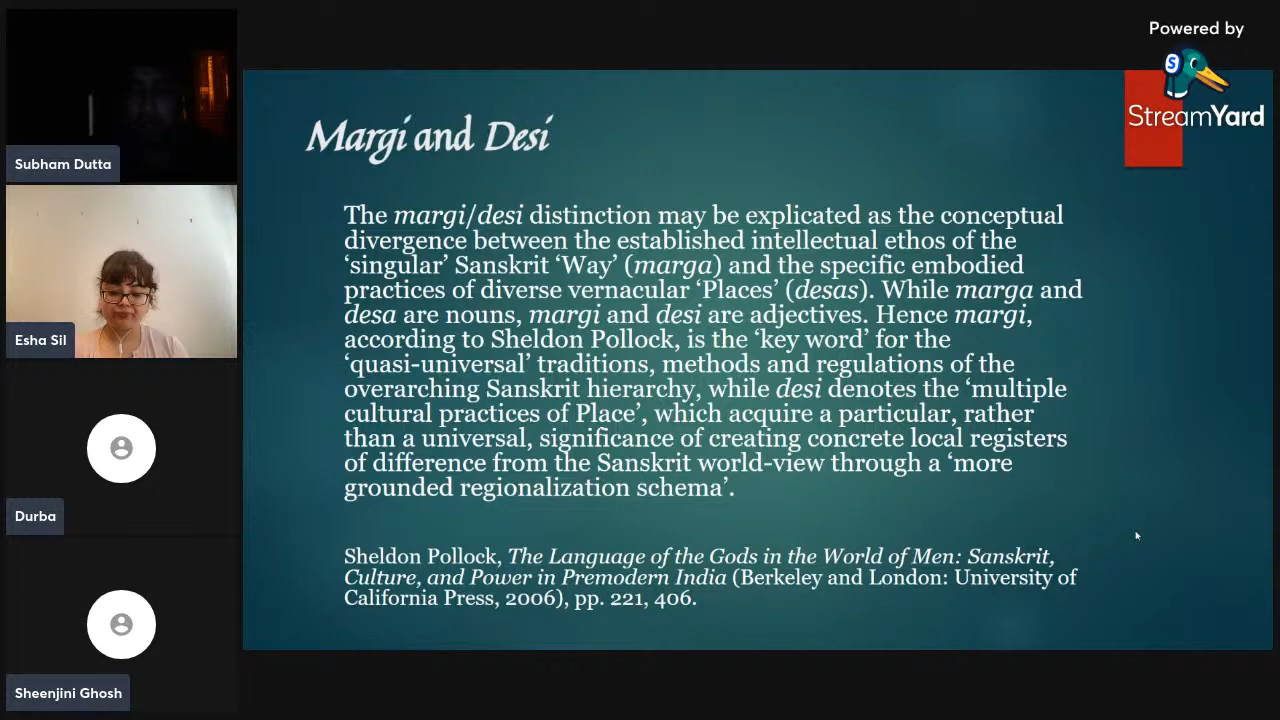 Powered by
StreamYard
Subham Dutta
Esha Sil
Durba
Sheenjini Ghosh
Margi and Desi
The margi/desi distinction may be explicated as the conceptual
divergence between the established intellectual ethos of the
‘singular’ Sanskrit ‘Way’ (marga) and the specific embodied
practices of diverse vernacular ‘Places’ (desas). While marga and
desa are nouns, margi and desi are adjectives. Hence margi,
according to Sheldon Pollock, is the ‘key word’ for the
‘quasi-universal’ traditions, methods and regulations of the
overarching Sanskrit hierarchy, while desi denotes the ‘multiple
cultural practices of Place’, which acquire a particular, rather
than a universal, significance of creating concrete local registers
of difference from the Sanskrit world-view through a ‘more
grounded regionalization schema’.
Sheldon Pollock, The Language of the Gods in the World of Men: Sanskrit,
Culture, and Power in Premodern India (Berkeley and London: University of
California Press, 2006), pp. 221, 406.